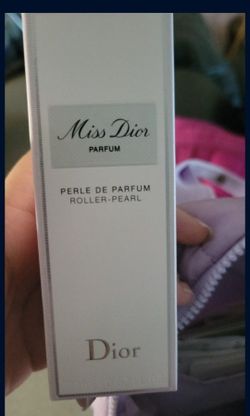 Miss Dior
PARFUM
PERLE DE PARFUM
ROLLER-PEARL
Dior